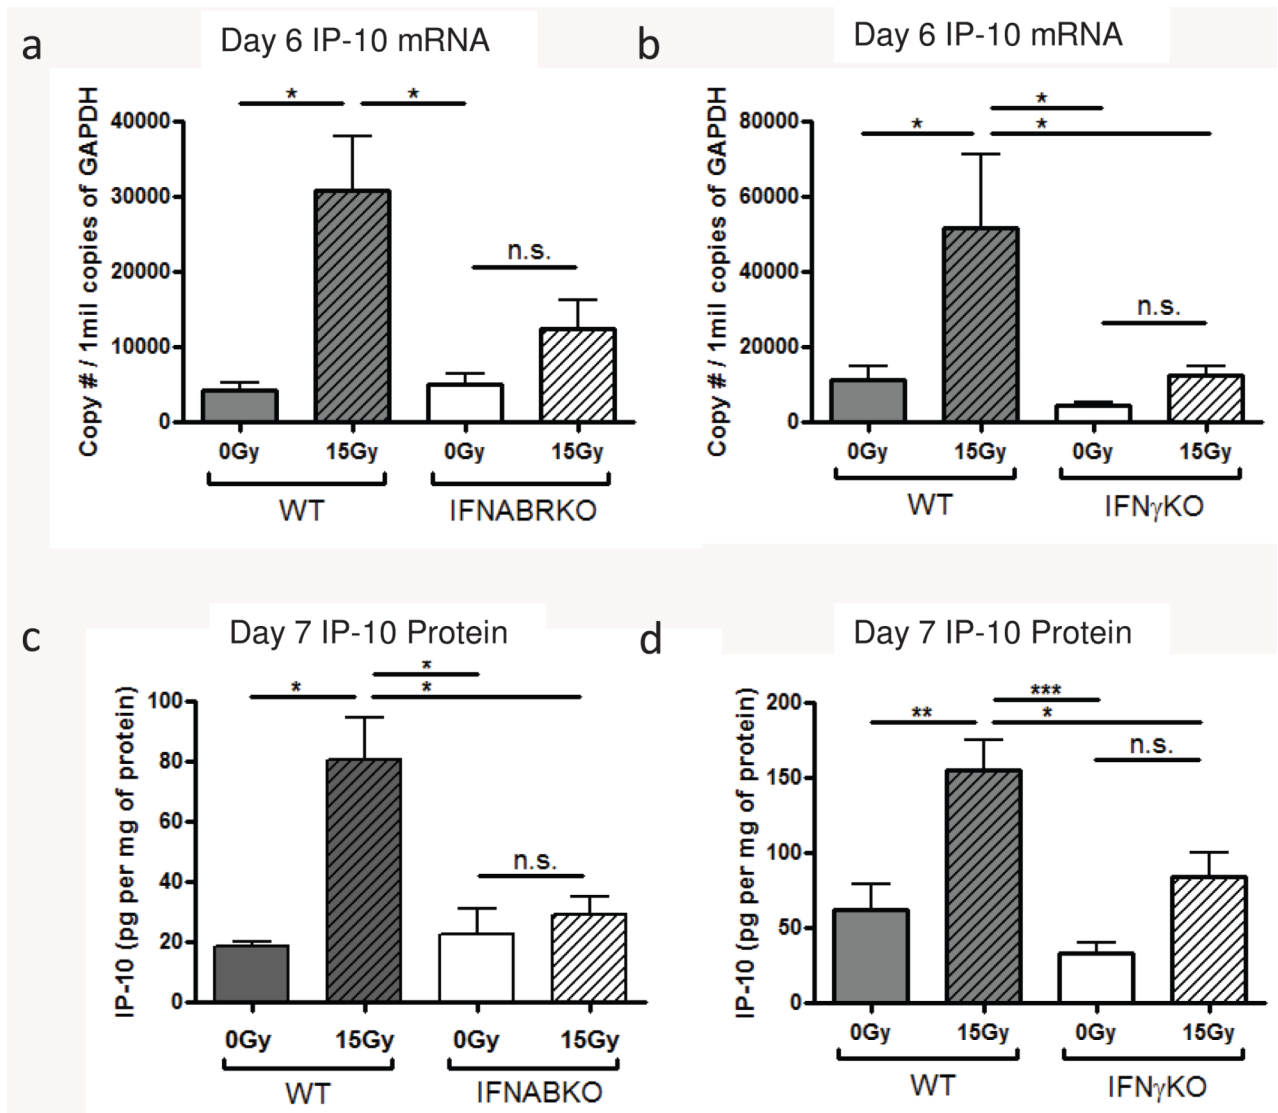 a
Day 6 IP-10 mRNA
Copy # / 1mil copies of GAPDH
40000
30000
20000
10000
0
*
*
n.s.
0Gy
15Gy
0Gy
15Gy
WT
IFNABRKO
b
Day 6 IP-10 mRNA
Copy # / 1mil copies of GAPDH
80000
60000
40000
20000
0
*
*
*
n.s.
0Gy
15Gy
0Gy
15Gy
WT
IFNγKO
c
Day 7 IP-10 Protein
IP-10 (pg per mg of protein)
100
80
60
40
20
0
*
*
*
n.s.
0Gy
15Gy
0Gy
15Gy
WT
IFNABKO
d
Day 7 IP-10 Protein
IP-10 (pg per mg of protein)
200
150
100
50
0
***
**
*
n.s.
0Gy
15Gy
0Gy
15Gy
WT
IFNγKO